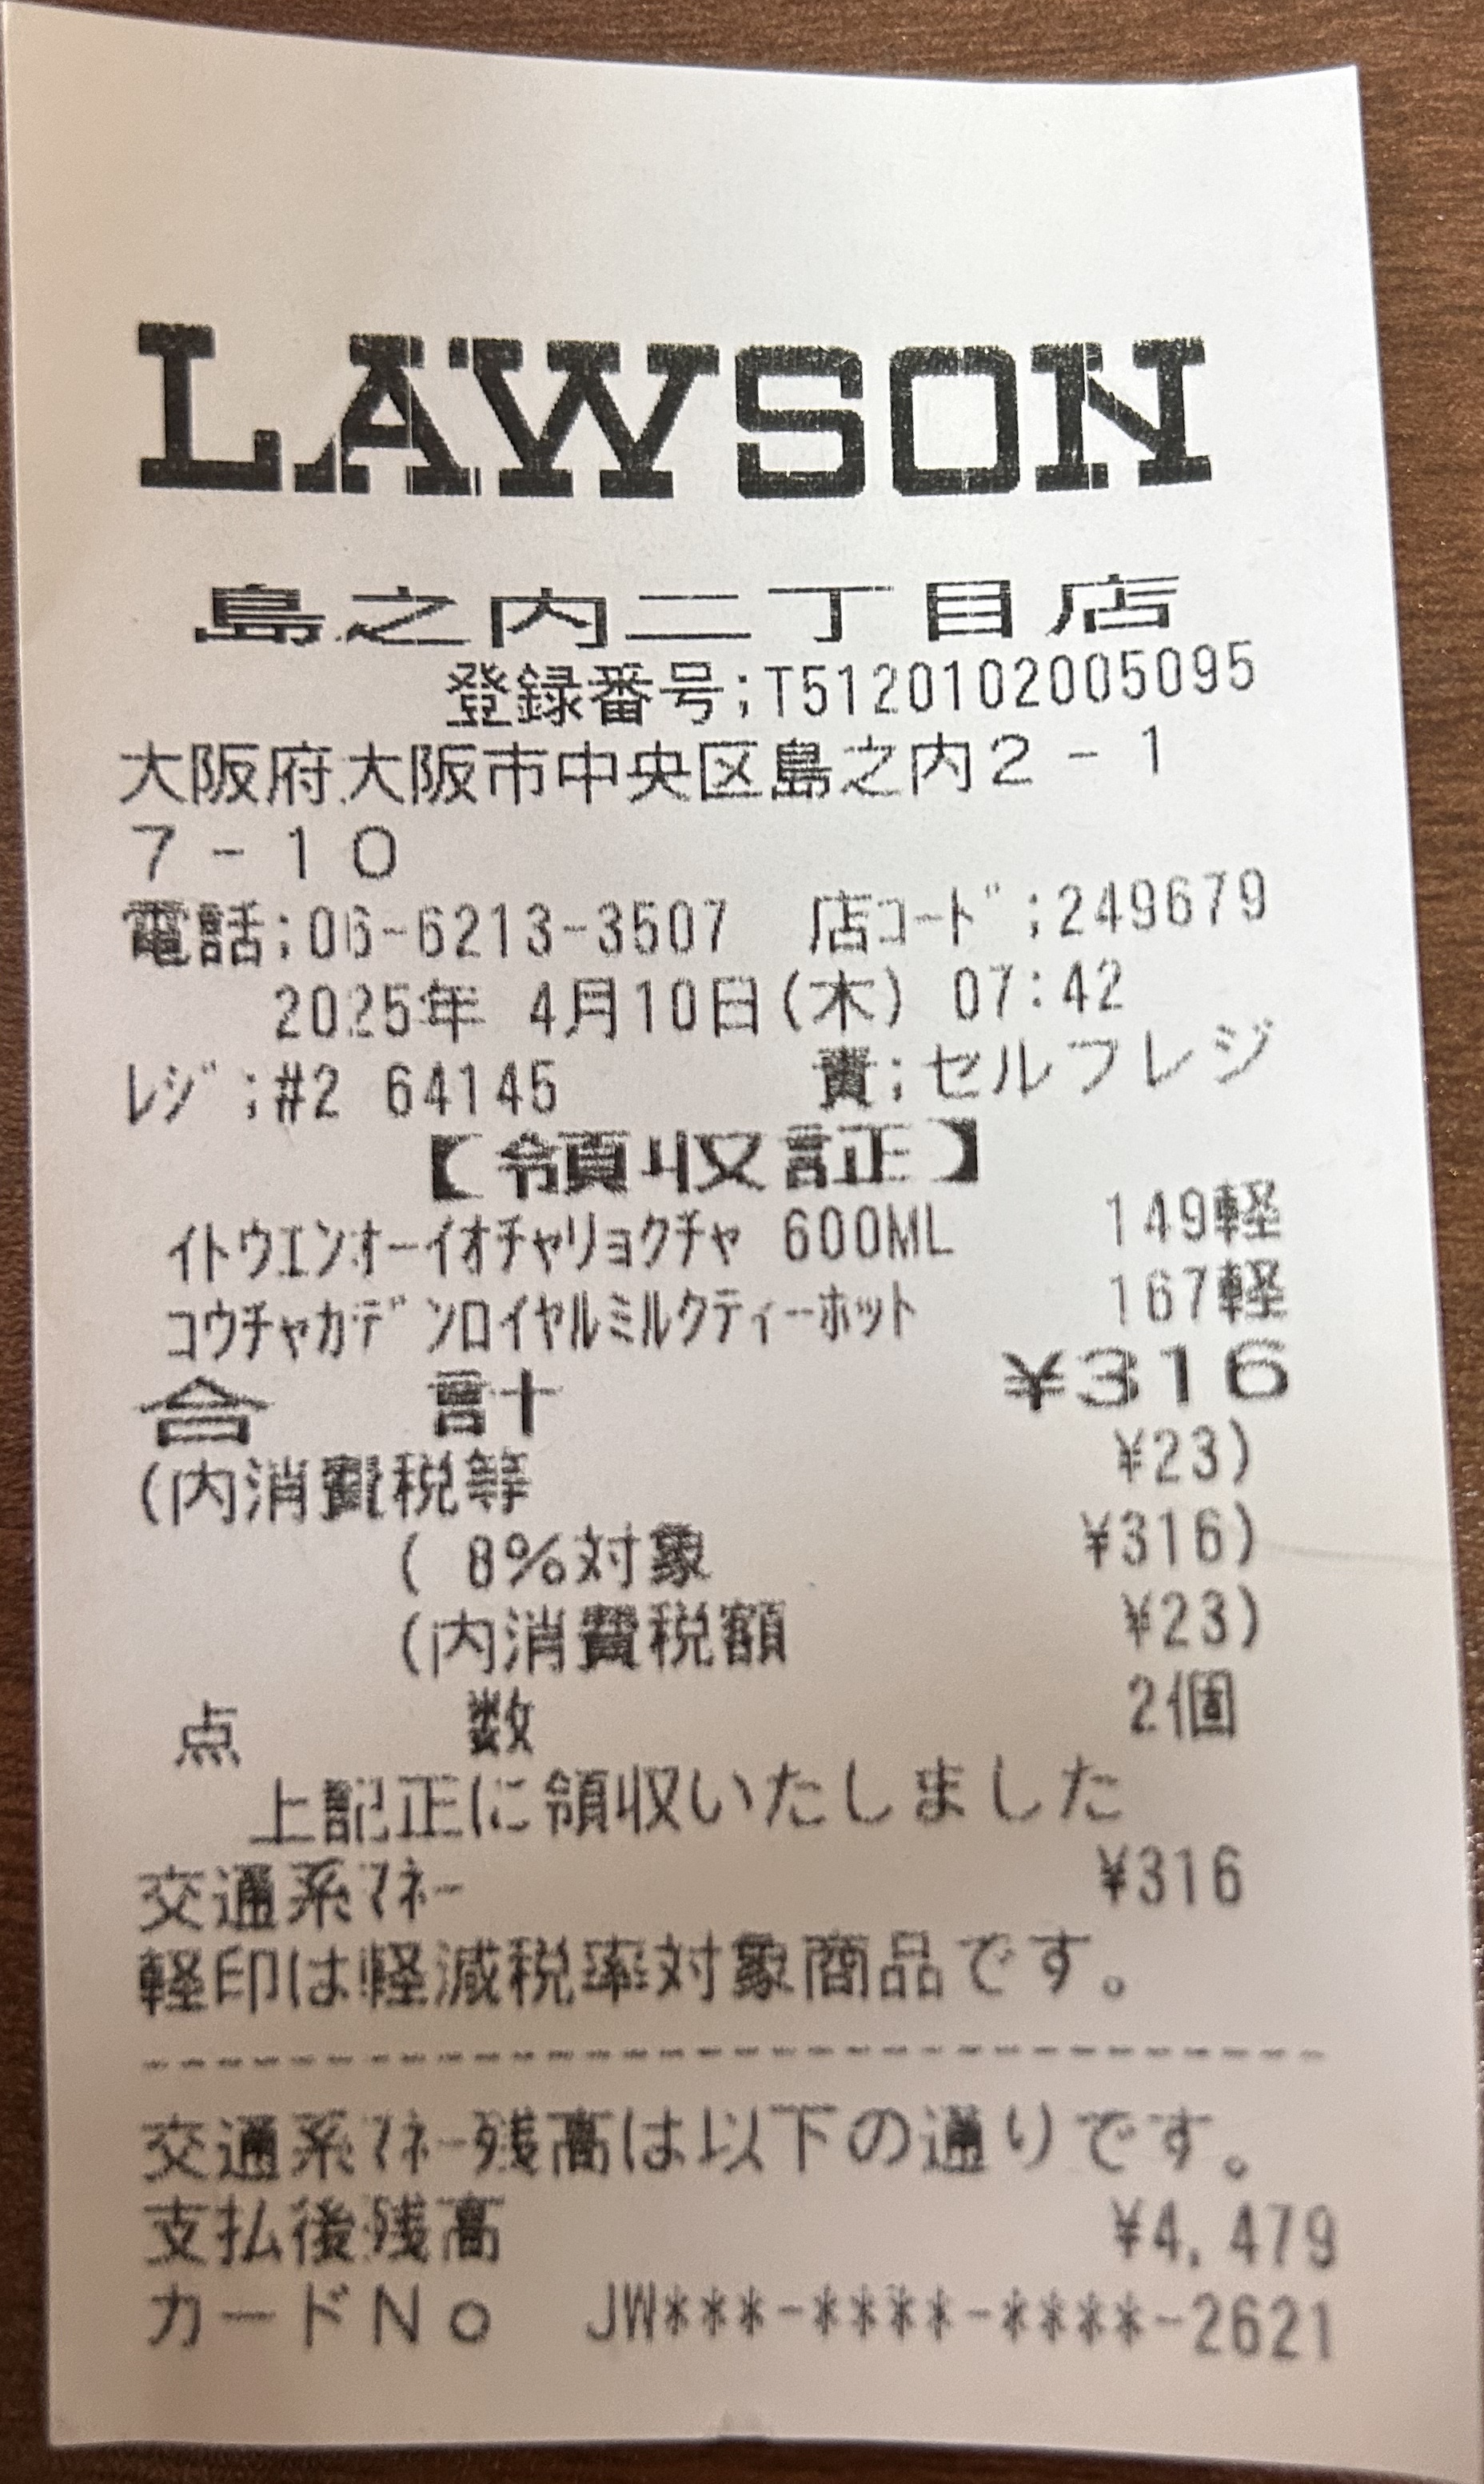 LAWSON
島之内二丁目店
登録番号;T5120102005095
大阪府大阪市中央区島之内2-1
7-10
電話;06-6213-3507 店ｺｰﾄﾞ;249679
2025年 4月10日(木) 07:42
ﾚｼﾞ;#2 64145 責;セルフレジ
【領収証】
ｲﾄｳｴﾝｵｰｲｵﾁｬﾘｮｸﾁｬ 600ML 149軽
ｺｳﾁｬｶﾃﾞﾝﾛｲﾔﾙﾐﾙｸﾃｨｰﾎｯﾄ 167軽
合 計 ¥316
(内消費税等 ¥23)
( 8%対象 ¥316)
(内消費税額 ¥23)
点 数 2個
上記正に領収いたしました
交通系ﾏﾈｰ ¥316
軽印は軽減税率対象商品です。
--------------------------------
交通系ﾏﾈｰ残高は以下の通りです。
支払後残高 ¥4,479
カードNo JW***-****-****-2621